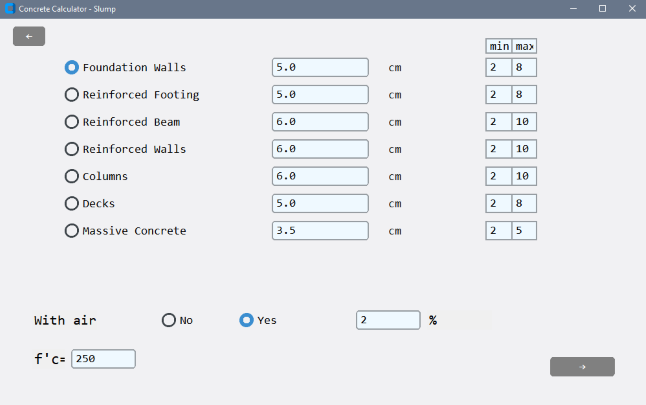 Concrete Calculator - Slump
←
min max
Foundation Walls 5.0 cm 2 8
Reinforced Footing 5.0 cm 2 8
Reinforced Beam 6.0 cm 2 10
Reinforced Walls 6.0 cm 2 10
Columns 6.0 cm 2 10
Decks 5.0 cm 2 8
Massive Concrete 3.5 cm 2 5
With air No Yes 2 %
f'c= 250
→